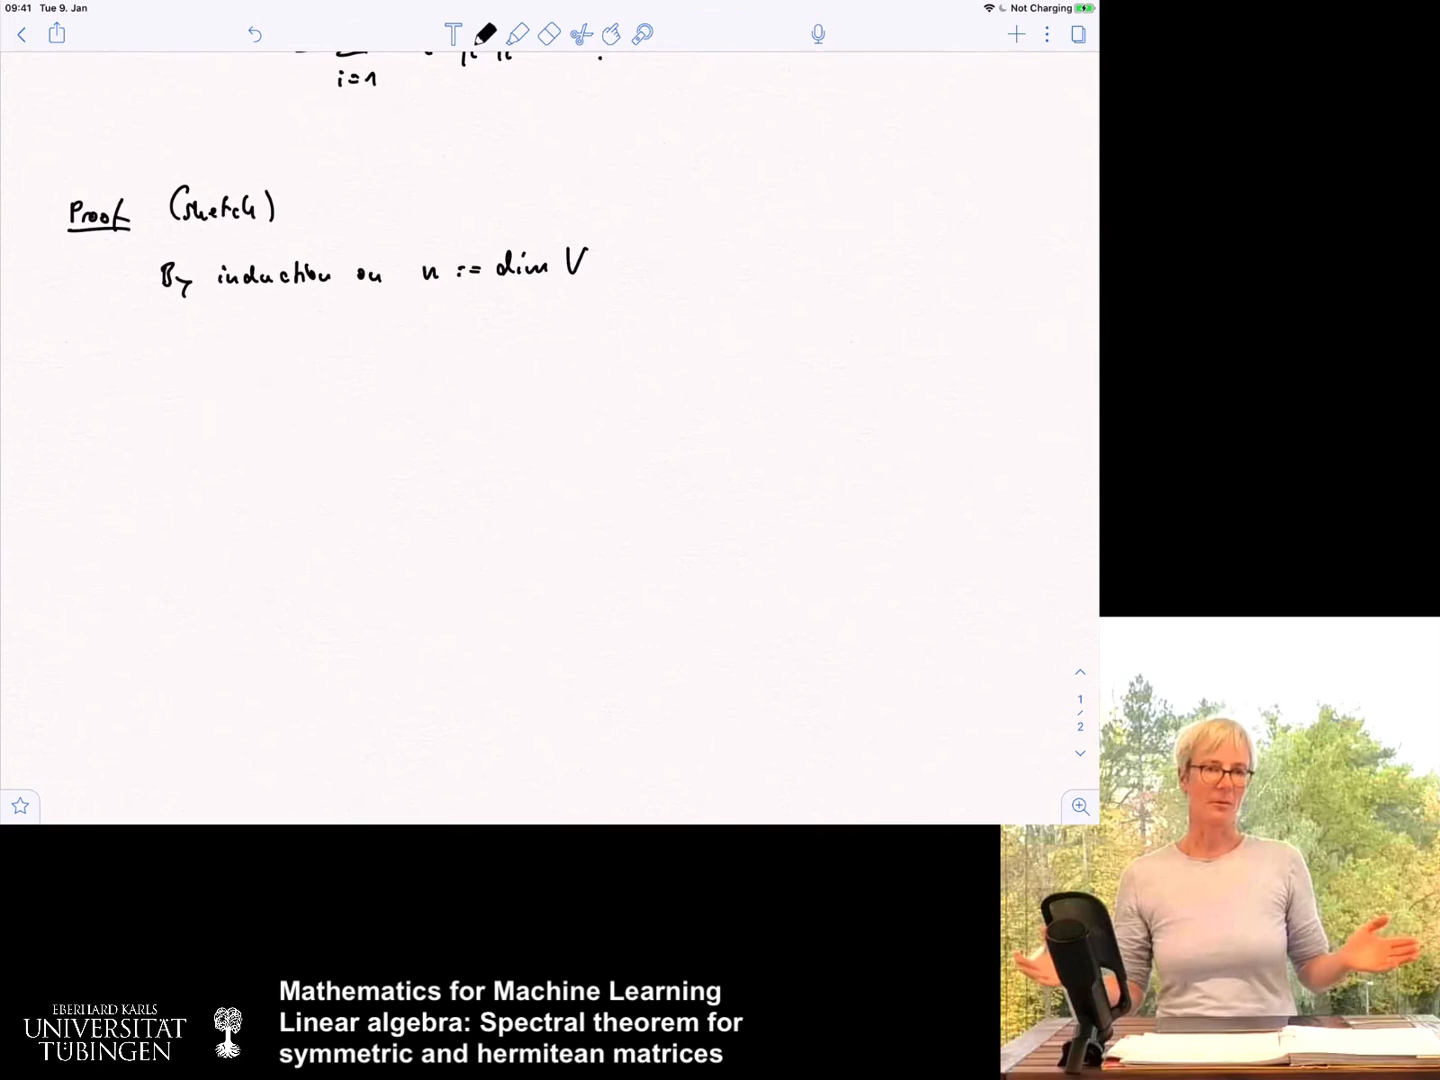 09:41 Tue 9. Jan
Not Charging
i=1
Proof (Sketch)
By induction on n := dim V
1
2
EBERHARD KARLS
UNIVERSITÄT
TÜBINGEN
Mathematics for Machine Learning
Linear algebra: Spectral theorem for
symmetric and hermitean matrices